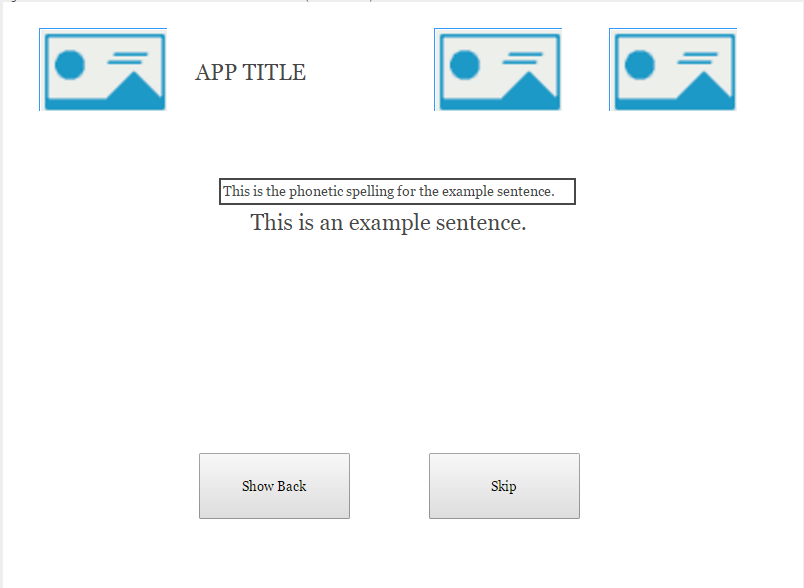 APP TITLE
This is the phonetic spelling for the example sentence.
This is an example sentence.
Show Back
Skip